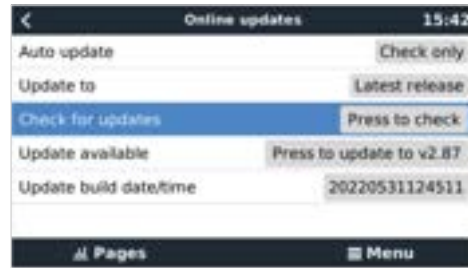 Online updates 15:42
Auto update Check only
Update to Latest release
Check for updates Press to check
Update available Press to update to v2.87
Update build date/time 20220531124511
Pages Menu